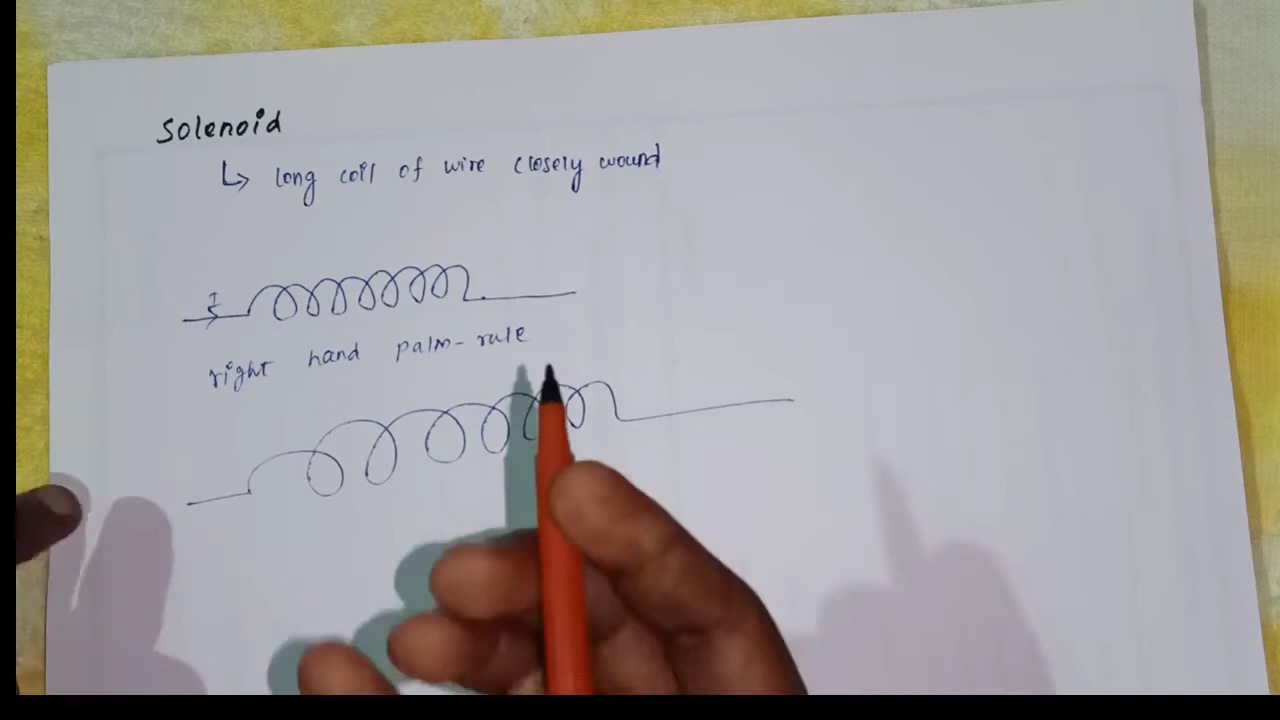 Solenoid
↳ long coil of wire closely wound
I
right hand palm-rule